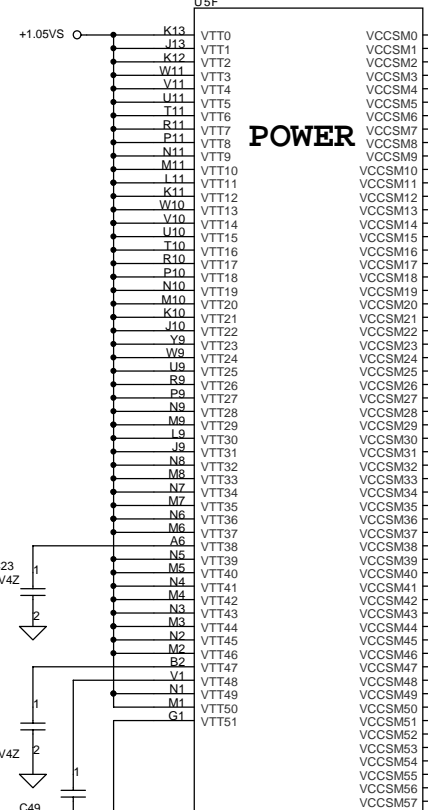 U5F
+1.05VS K13 VTT0 VCCSM0
J13 VTT1 VCCSM1
K12 VTT2 VCCSM2
W11 VTT3 VCCSM3
V11 VTT4 VCCSM4
U11 VTT5 VCCSM5
T11 VTT6 VCCSM6
R11 VTT7 VCCSM7
P11 VTT8 POWER VCCSM8
N11 VTT9 VCCSM9
M11 VTT10 VCCSM10
L11 VTT11 VCCSM11
K11 VTT12 VCCSM12
W10 VTT13 VCCSM13
V10 VTT14 VCCSM14
U10 VTT15 VCCSM15
T10 VTT16 VCCSM16
R10 VTT17 VCCSM17
P10 VTT18 VCCSM18
N10 VTT19 VCCSM19
M10 VTT20 VCCSM20
K10 VTT21 VCCSM21
J10 VTT22 VCCSM22
Y9 VTT23 VCCSM23
W9 VTT24 VCCSM24
U9 VTT25 VCCSM25
R9 VTT26 VCCSM26
P9 VTT27 VCCSM27
N9 VTT28 VCCSM28
M9 VTT29 VCCSM29
L9 VTT30 VCCSM30
J9 VTT31 VCCSM31
N8 VTT32 VCCSM32
M8 VTT33 VCCSM33
N7 VTT34 VCCSM34
M7 VTT35 VCCSM35
N6 VTT36 VCCSM36
M6 VTT37 VCCSM37
A6 VTT38 VCCSM38
N5 VTT39 VCCSM39
23 1 M5 VTT40 VCCSM40
V4Z N4 VTT41 VCCSM41
M4 VTT42 VCCSM42
N3 VTT43 VCCSM43
2 M3 VTT44 VCCSM44
N2 VTT45 VCCSM45
M2 VTT46 VCCSM46
B2 VTT47 VCCSM47
V1 VTT48 VCCSM48
N1 VTT49 VCCSM49
1 M1 VTT50 VCCSM50
G1 VTT51 VCCSM51
VCCSM52
V4Z 2 VCCSM53
VCCSM54
1 VCCSM55
VCCSM56
C49 VCCSM57